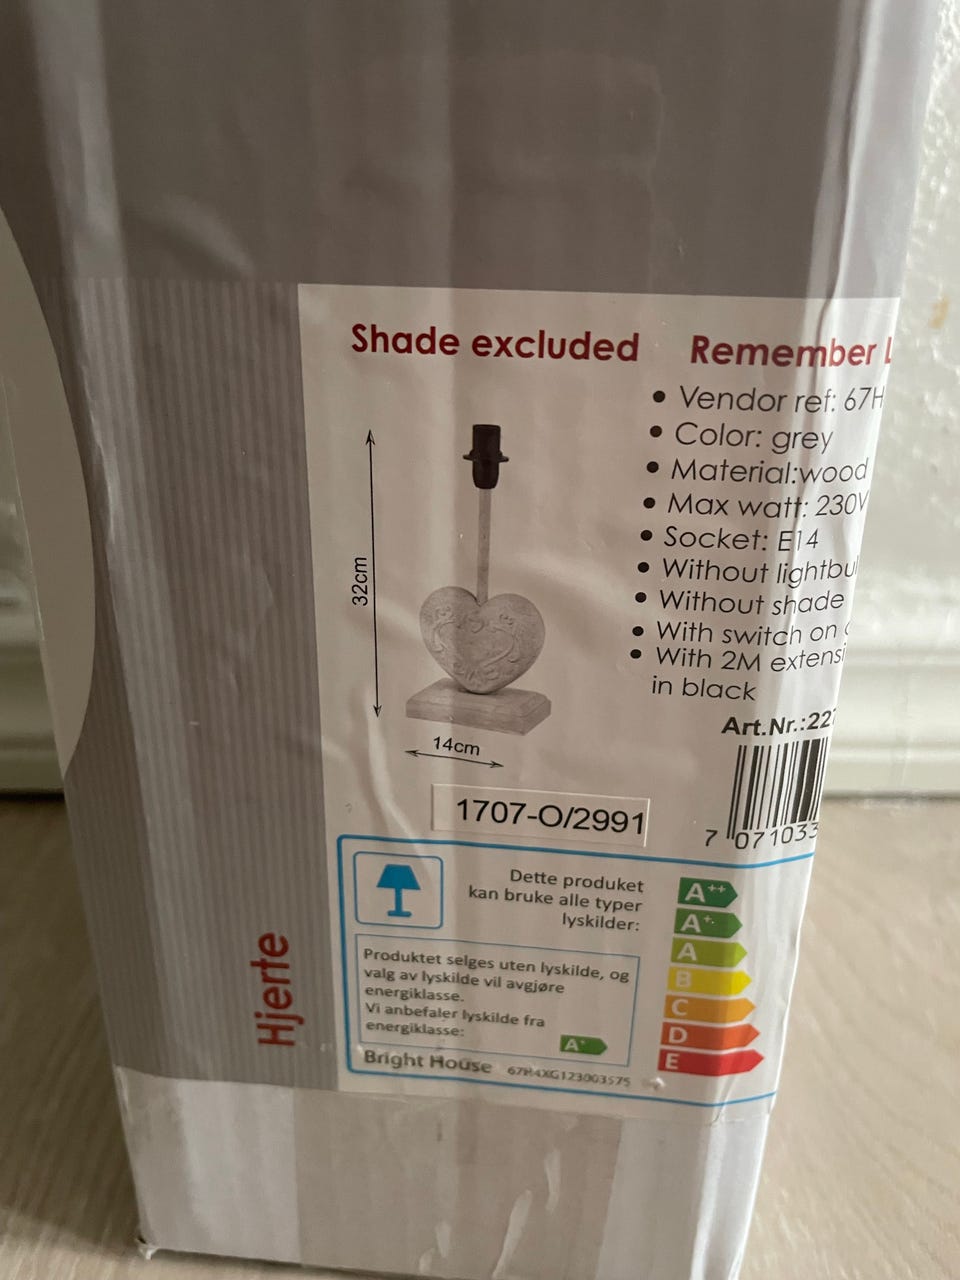 Shade excluded
Remember
• Vendor ref: 67H
• Color: grey
• Material:wood
• Max watt: 230V
• Socket: E14
• Without lightbu
• Without shade
• With switch on
• With 2M extensi
in black
32cm
14cm
Art.Nr.:22
1707-O/2991
7 071033
Dette produket
kan bruke alle typer
lyskilder:
A++
A+
A
B
C
D
E
Produktet selges uten lyskilde, og
valg av lyskilde vil avgjøre
energiklasse.
Vi anbefaler lyskilde fra
energiklasse:
A+
Bright House 67H4XG123003575
Hjerte